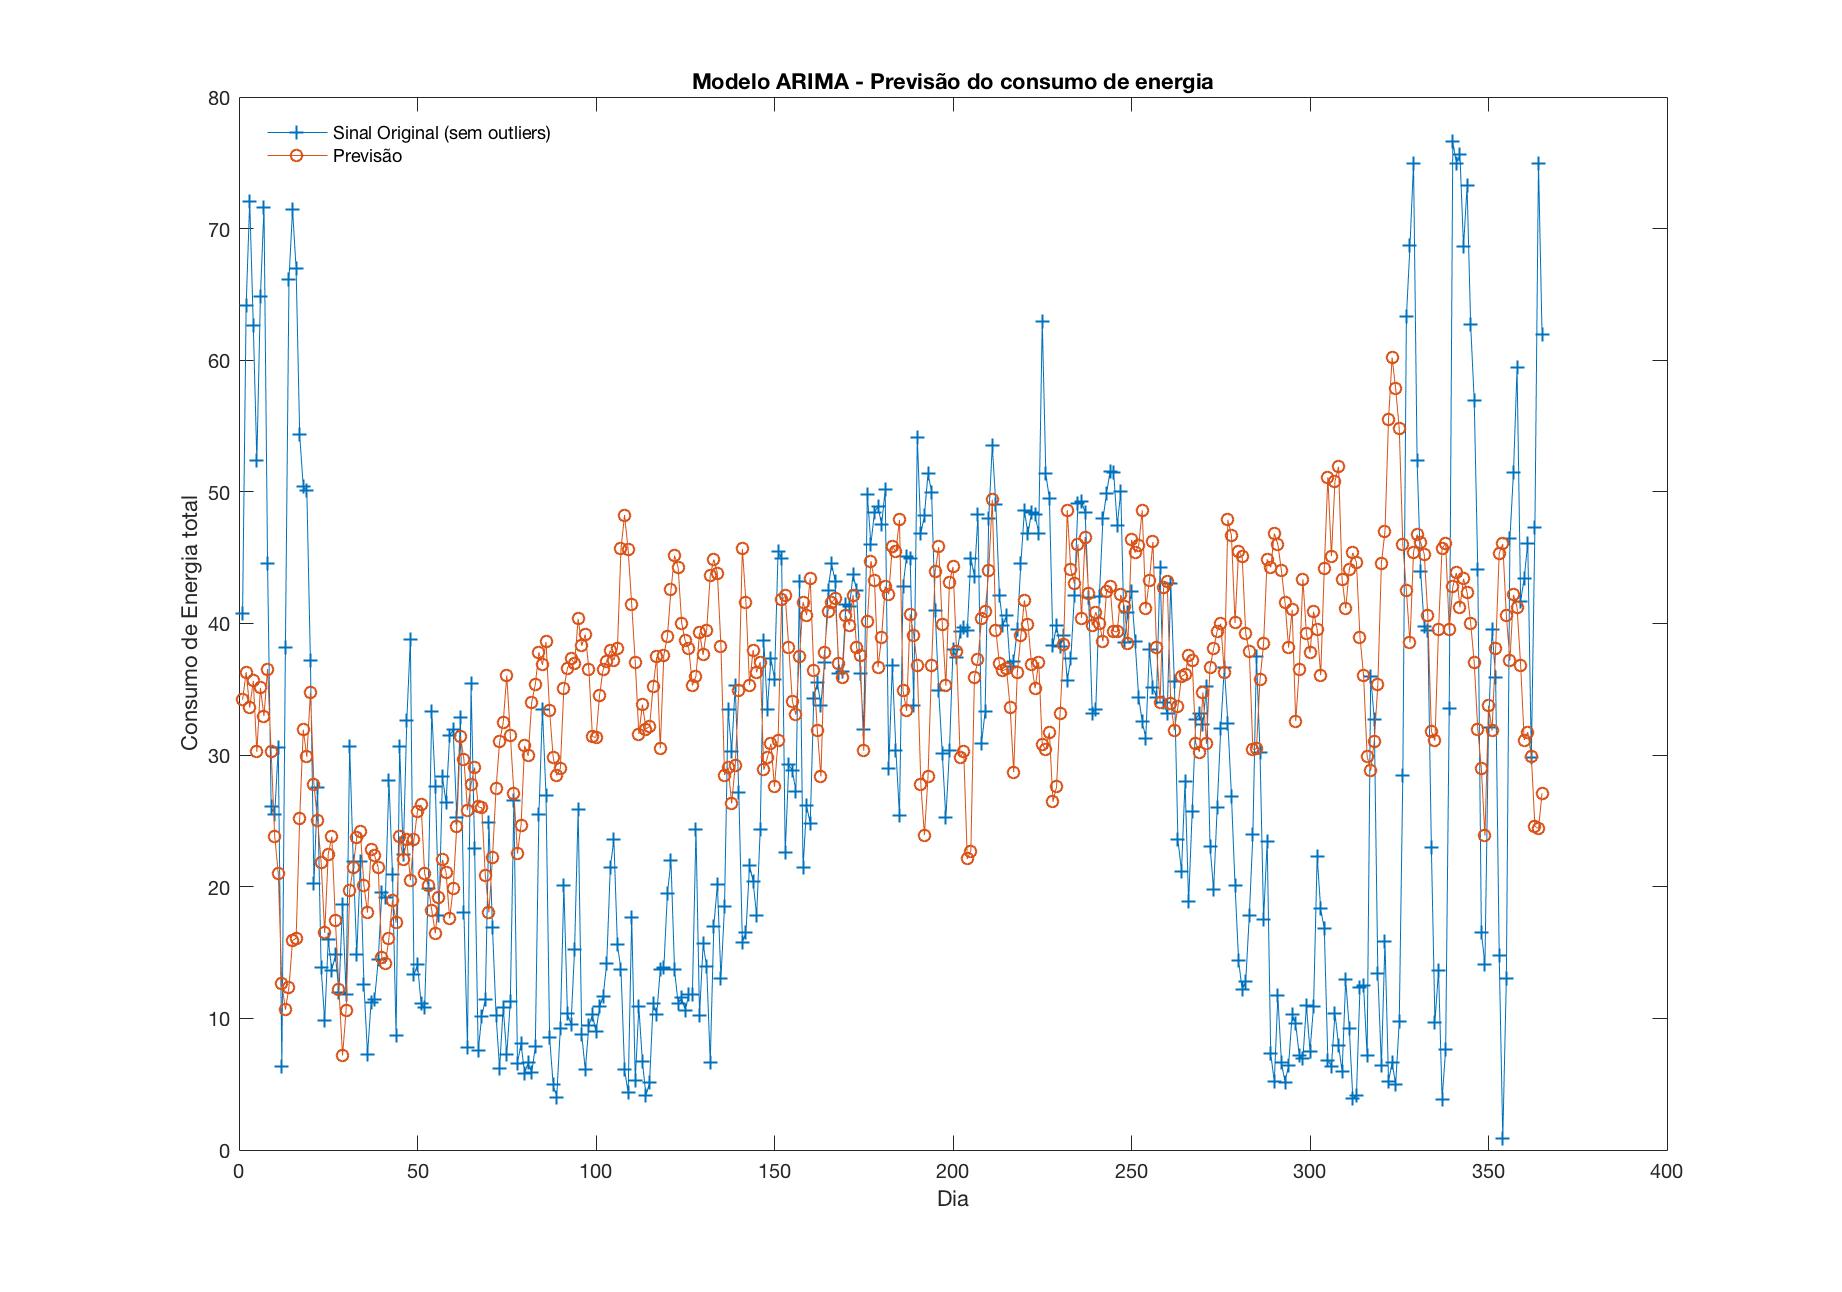 Modelo ARIMA - Previsão do consumo de energia
80
Sinal Original (sem outliers)
Previsão
70
60
50
40
30
20
10
0
Consumo de Energia total
0 50 100 150 200 250 300 350 400
Dia